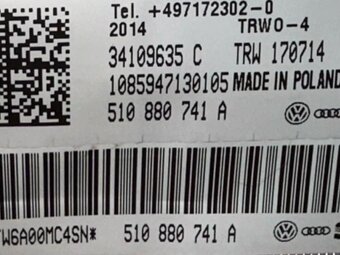 Tel. +497172302-0
2014 TRWO-4
34109635 C TRW 170714
1085947130105 MADE IN POLAND
510 880 741 A
W6A00MC4SN* 510 880 741 A